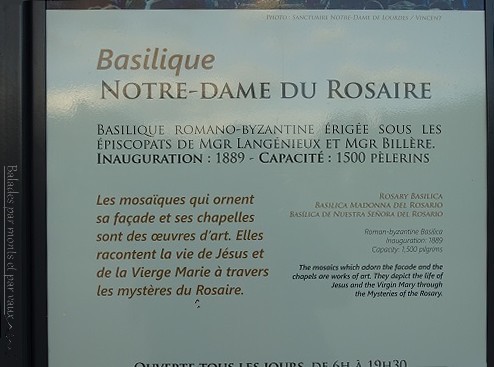 Photo : Sanctuaire Notre Dame de Lourdes / Vincent
Basilique
Notre-Dame du Rosaire
Basilique romano-byzantine érigée sous les
épiscopats de Mgr Langénieux et Mgr Billère.
Inauguration : 1889 - Capacité : 1500 pèlerins
Les mosaïques qui ornent
sa façade et ses chapelles
sont des œuvres d'art. Elles
racontent la vie de Jésus et
de la Vierge Marie à travers
les mystères du Rosaire.
Rosary Basilica
Basilica Madonna del Rosario
Basílica de Nuestra Señora del Rosario
Roman-byzantine Basilica
Inauguration: 1889
Capacity: 1,500 pilgrims
The mosaics which adorn the facade and the
chapels are works of art. They depict the life of
Jesus and the Virgin Mary through
the Mysteries of the Rosary.
Ouverte tous les jours, de 6h à 19h30
Balades par monts et par vaux